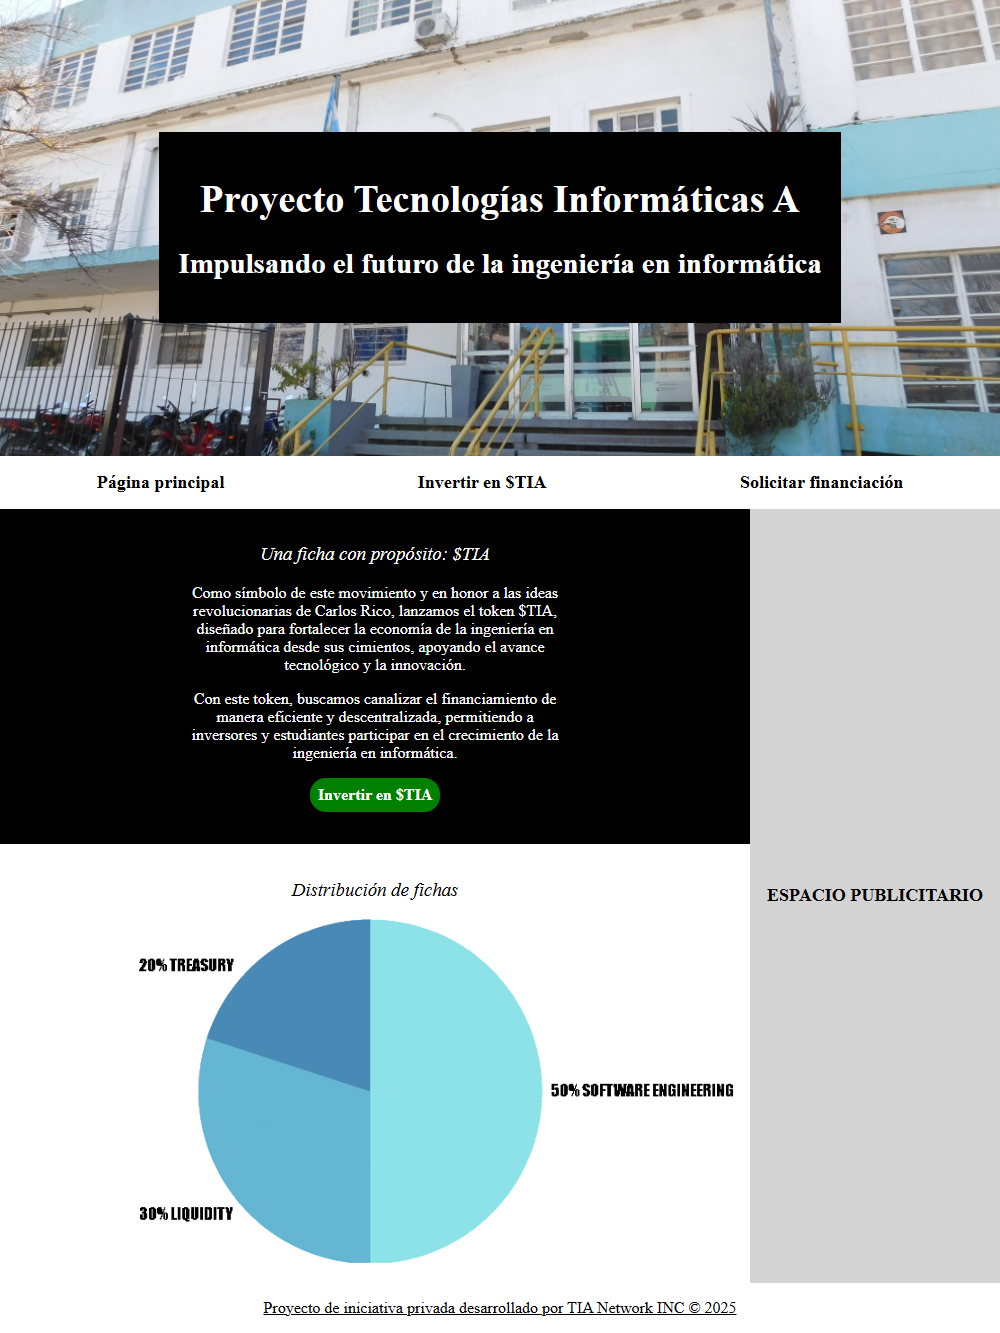 Proyecto Tecnologías Informáticas A
Impulsando el futuro de la ingeniería en informática
Página principal
Invertir en $TIA
Solicitar financiación
Una ficha con propósito: $TIA
Como símbolo de este movimiento y en honor a las ideas
revolucionarias de Carlos Rico, lanzamos el token $TIA,
diseñado para fortalecer la economía de la ingeniería en
informática desde sus cimientos, apoyando el avance
tecnológico y la innovación.
Con este token, buscamos canalizar el financiamiento de
manera eficiente y descentralizada, permitiendo a
inversores y estudiantes participar en el crecimiento de la
ingeniería en informática.
Invertir en $TIA
ESPACIO PUBLICITARIO
Distribución de fichas
20% TREASURY
50% SOFTWARE ENGINEERING
30% LIQUIDITY
Proyecto de iniciativa privada desarrollado por TIA Network INC © 2025